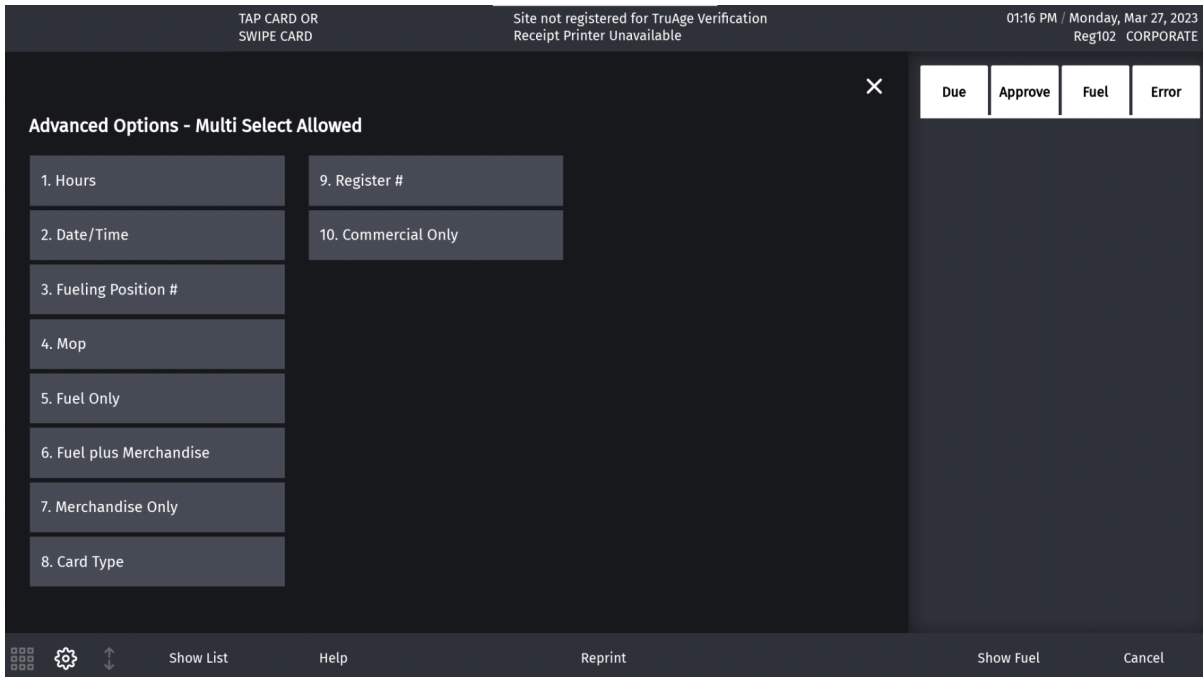 TAP CARD OR
SWIPE CARD
Site not registered for TruAge Verification
Receipt Printer Unavailable
01:16 PM / Monday, Mar 27, 2023
Reg102 CORPORATE
Due
Approve
Fuel
Error
Advanced Options - Multi Select Allowed
1. Hours
2. Date/Time
3. Fueling Position #
4. Mop
5. Fuel Only
6. Fuel plus Merchandise
7. Merchandise Only
8. Card Type
9. Register #
10. Commercial Only
Show List
Help
Reprint
Show Fuel
Cancel